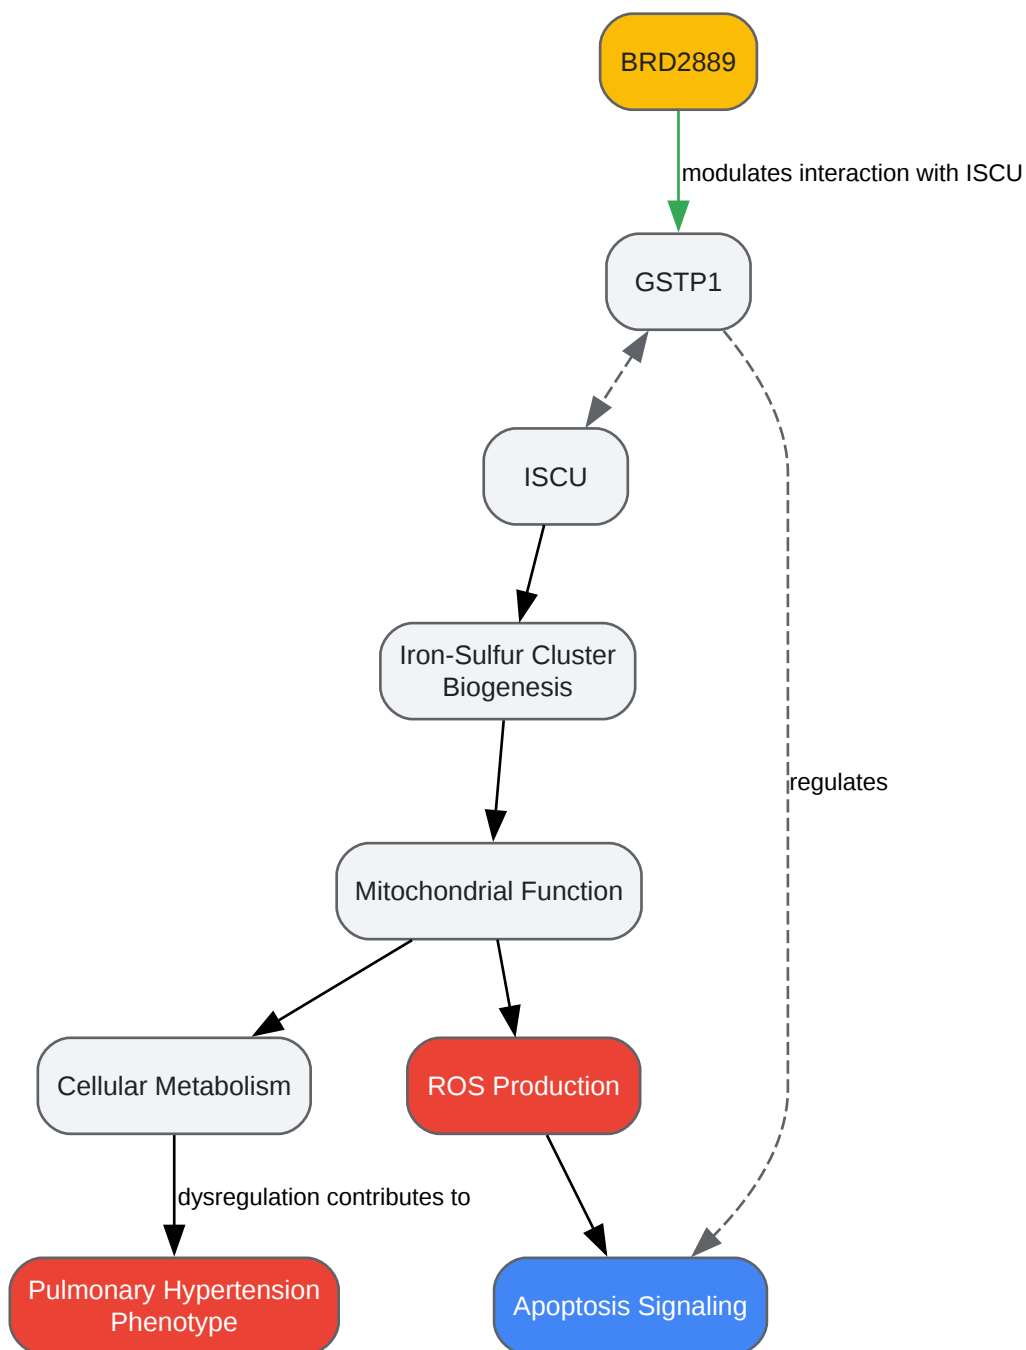 BRD2889
modulates interaction with ISCU
GSTP1
ISCU
Iron-Sulfur Cluster
Biogenesis
regulates
Mitochondrial Function
Cellular Metabolism
ROS Production
dysregulation contributes to
Pulmonary Hypertension
Phenotype
Apoptosis Signaling